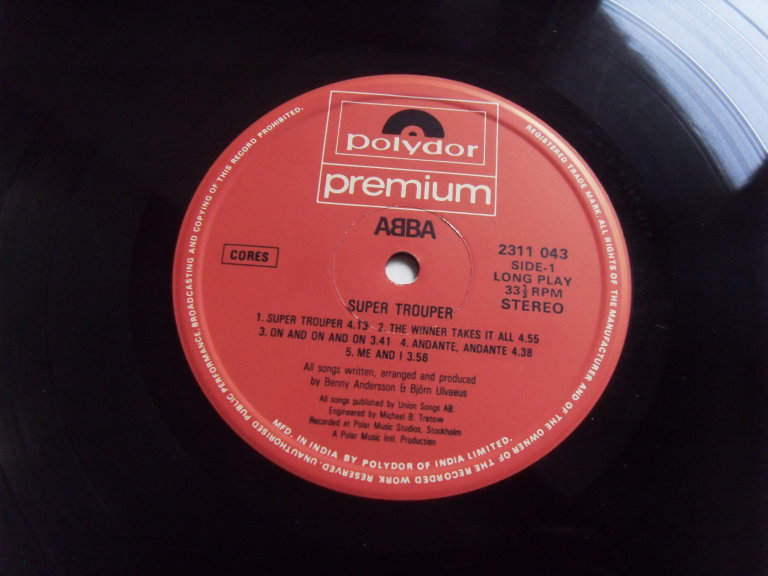 polydor
premium
ABBA
CORES
2311 043
SIDE-1
LONG PLAY
33⅓ RPM
STEREO
SUPER TROUPER
1. SUPER TROUPER 4.13 2. THE WINNER TAKES IT ALL 4.55
3. ON AND ON AND ON 3.41 4. ANDANTE, ANDANTE 4.38
5. ME AND I 3.56
All songs written, arranged and produced
by Benny Andersson & Björn Ulvaeus
All songs published by Union Songs AB.
Engineered by Michael B. Tretow
Recorded at Polar Music Studios, Stockholm
A Polar Music Intl. Production
MFD. IN INDIA BY POLYDOR OF INDIA LIMITED.
REGISTERED TRADE MARK. ALL RIGHTS OF THE MANUFACTURER AND OF THE OWNER OF THE RECORDED WORK RESERVED. UNAUTHORISED PUBLIC PERFORMANCE, BROADCASTING AND COPYING OF THIS RECORD PROHIBITED.